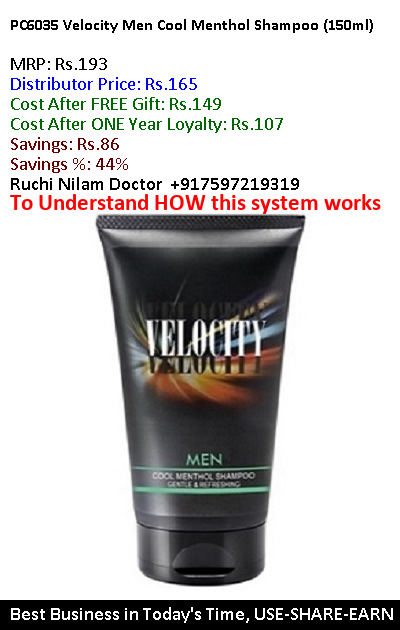 PC6035 Velocity Men Cool Menthol Shampoo (150ml)
MRP: Rs.193
Distributor Price: Rs.165
Cost After FREE Gift: Rs.149
Cost After ONE Year Loyalty: Rs.107
Savings: Rs.86
Savings %: 44%
Ruchi Nilam Doctor +917597219319
To Understand HOW this system works
VELOCITY
VELOCITY
VELOCITY
MEN
COOL MENTHOL SHAMPOO
GENTLE & REFRESHING
Best Business in Today's Time, USE-SHARE-EARN